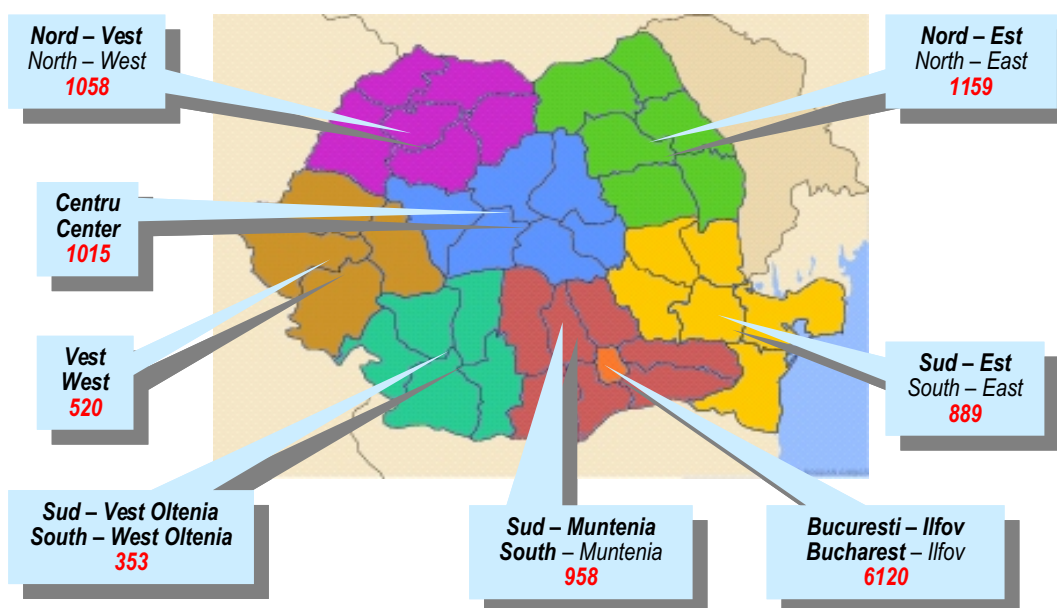 Nord – Vest
North – West
1058
Nord – Est
North – East
1159
Centru
Center
1015
Vest
West
520
Sud – Est
South – East
889
Sud – Vest Oltenia
South – West Oltenia
353
Sud – Muntenia
South – Muntenia
958
Bucuresti – Ilfov
Bucharest – Ilfov
6120